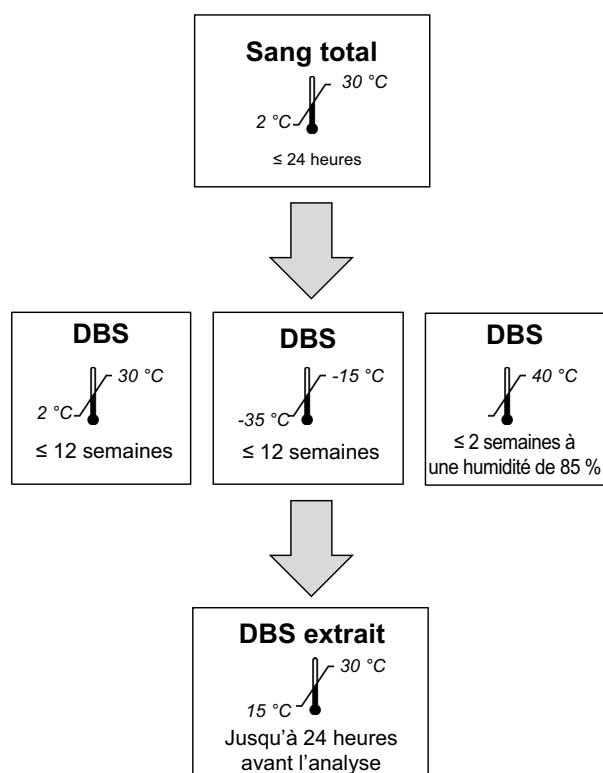 Sang total
30 °C
2 °C
≤ 24 heures
DBS
30 °C
2 °C
≤ 12 semaines
DBS
-15 °C
-35 °C
≤ 12 semaines
DBS
40 °C
≤ 2 semaines à
une humidité de 85 %
DBS extrait
30 °C
15 °C
Jusqu'à 24 heures
avant l'analyse